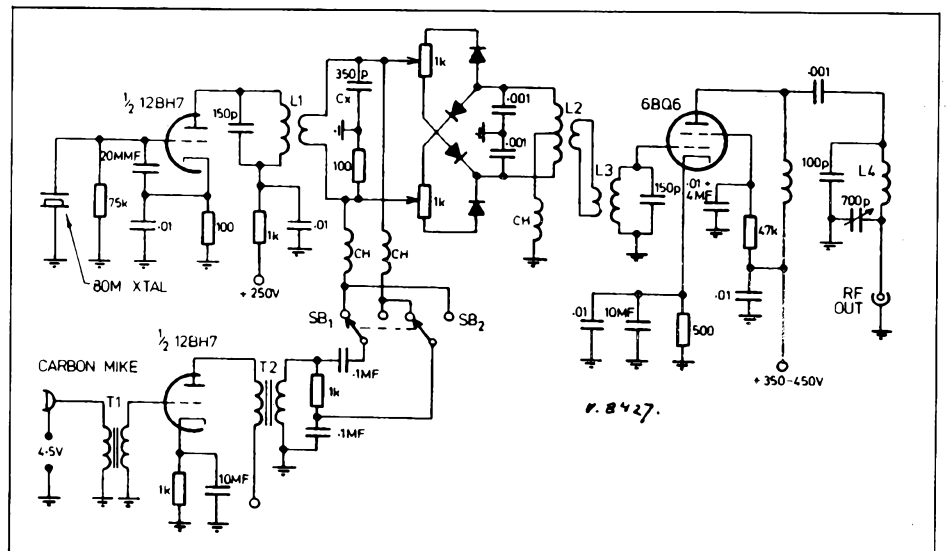 ½ 12BH7
20MMF
75k
.01
100
80M XTAL
150p
L1
1k
.01
+ 250V
350p
Cx
100
1k
1k
CH
CH
.001
.001
L2
CH
L3
150p
6BQ6
.01 +
4MF
47k
.01
.01
10MF
500
+ 350-450V
.001
100p
L4
700p
RF
OUT
SB1
SB2
½ 12BH7
CARBON MIKE
4.5V
T1
1k
10MF
T2
.1MF
1k
.1MF
V.8427.